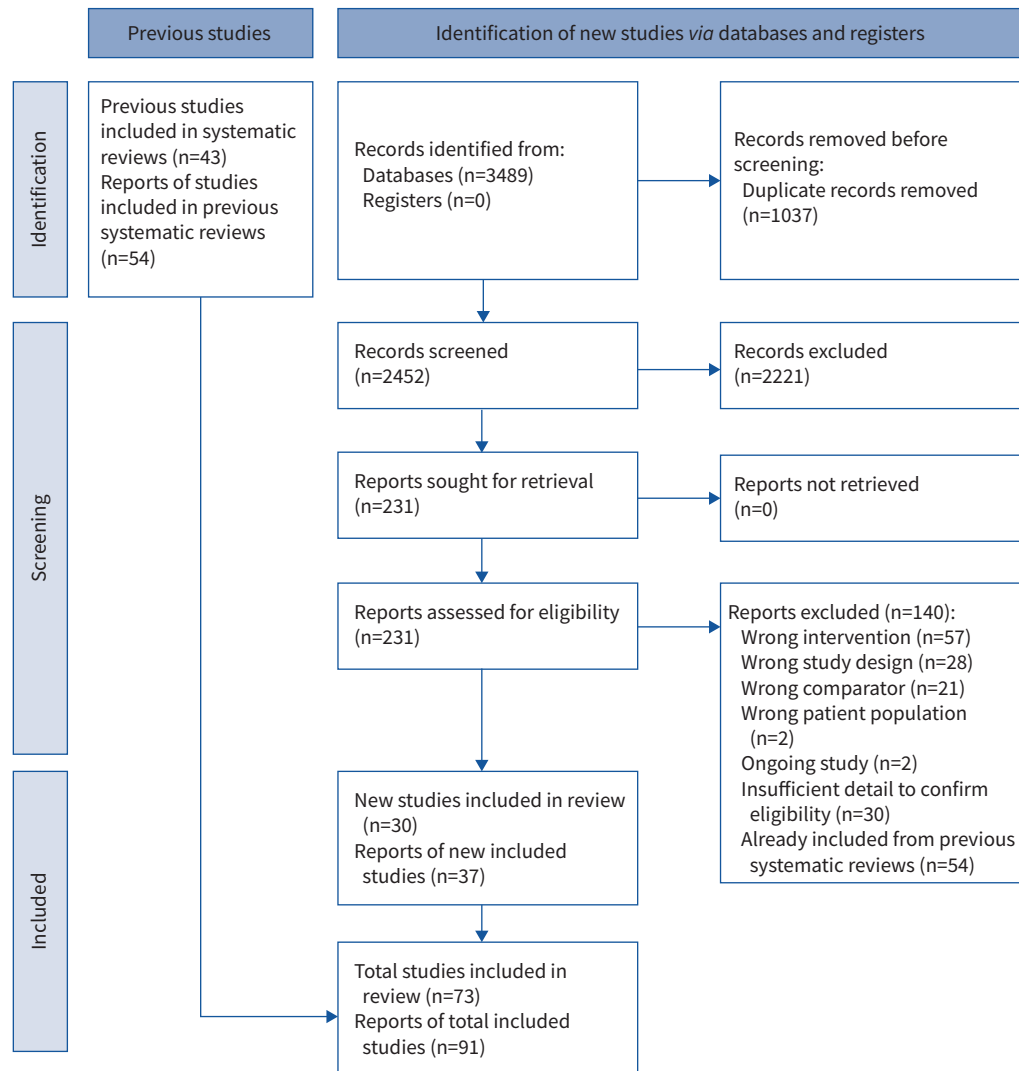 Previous studies
Identification of new studies via databases and registers
Identification
Previous studies
included in systematic
reviews (n=43)
Reports of studies
included in previous
systematic reviews
(n=54)
Records identified from:
Databases (n=3489)
Registers (n=0)
Records removed before
screening:
Duplicate records removed
(n=1037)
Screening
Records screened
(n=2452)
Records excluded
(n=2221)
Reports sought for retrieval
(n=231)
Reports not retrieved
(n=0)
Reports assessed for eligibility
(n=231)
Reports excluded (n=140):
Wrong intervention (n=57)
Wrong study design (n=28)
Wrong comparator (n=21)
Wrong patient population
(n=2)
Ongoing study (n=2)
Insufficient detail to confirm
eligibility (n=30)
Already included from previous
systematic reviews (n=54)
Included
New studies included in review
(n=30)
Reports of new included
studies (n=37)
Total studies included in
review (n=73)
Reports of total included
studies (n=91)